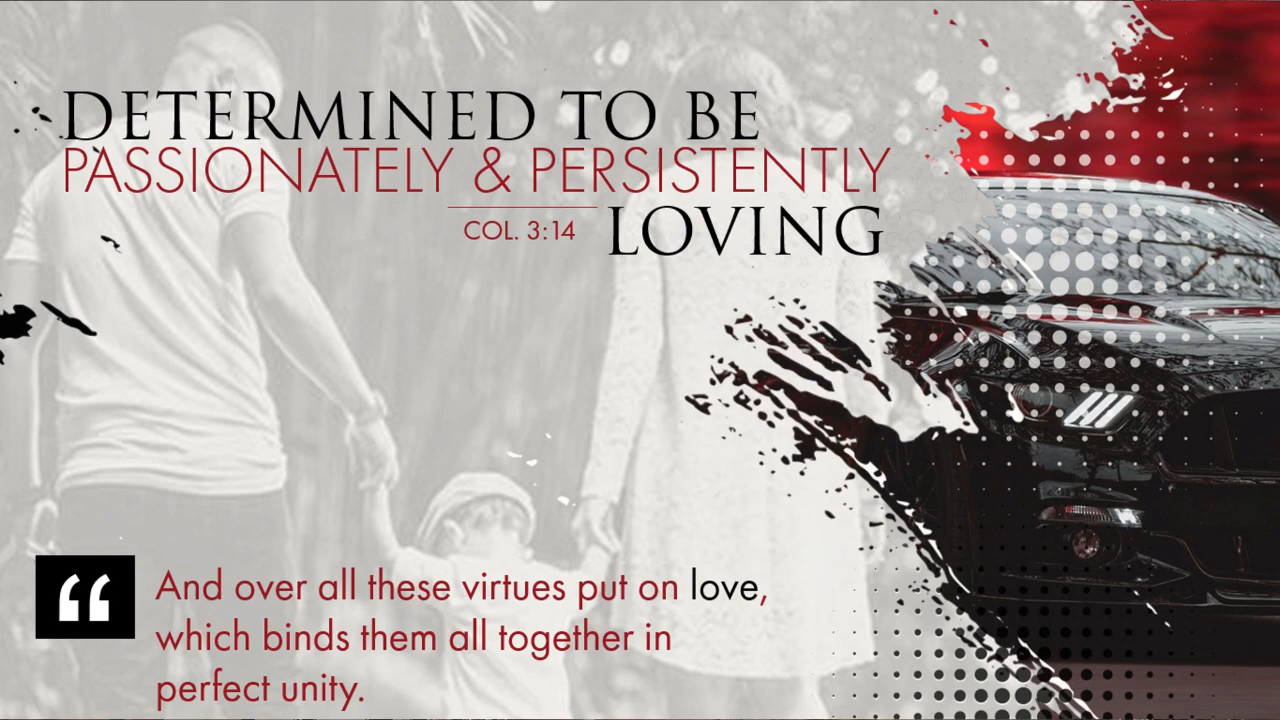 DETERMINED TO BE
PASSIONATELY & PERSISTENTLY
COL. 3:14 LOVING
“
And over all these virtues put on love,
which binds them all together in
perfect unity.